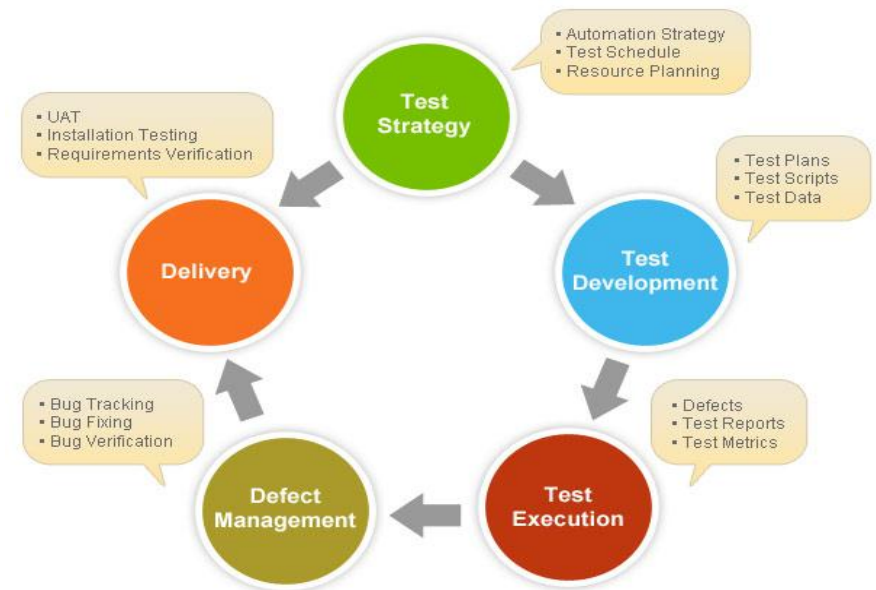 Test
Strategy
▪ Automation Strategy
▪ Test Schedule
▪ Resource Planning
Test
Development
▪ Test Plans
▪ Test Scripts
▪ Test Data
Test
Execution
▪ Defects
▪ Test Reports
▪ Test Metrics
Defect
Management
▪ Bug Tracking
▪ Bug Fixing
▪ Bug Verification
Delivery
▪ UAT
▪ Installation Testing
▪ Requirements Verification